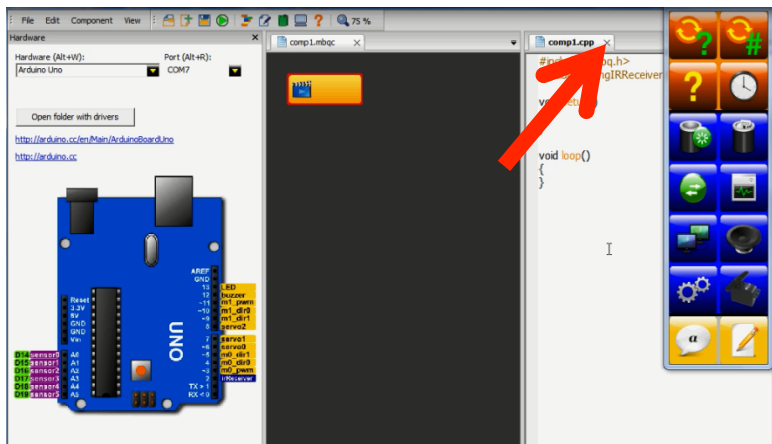 File Edit Component View 75 %
Hardware
Hardware (Alt+W): Port (Alt+R):
Arduino Uno COM7
Open folder with drivers
http://arduino.cc/en/Main/ArduinoBoardUno
http://arduino.cc
AREF
GND
13 LED
12 buzzer
~11 m1_pwm
~10 m1_dir0
~9 m1_dir1
8 servo2
7 servo1
~6 servo0
~5 m0_dir0
4 m0_dir1
~3 m0_pwm
2 irReceiver
TX > 1
RX < 0
Reset
3.3V
5V
GND
GND
Vin
D14 sensor0 A0
D15 sensor1 A1
D16 sensor2 A2
D17 sensor3 A3
D18 sensor4 A4
D19 sensor5 A5
UNO
comp1.mbqc
comp1.cpp
void loop()
{
}
?
#
?
a